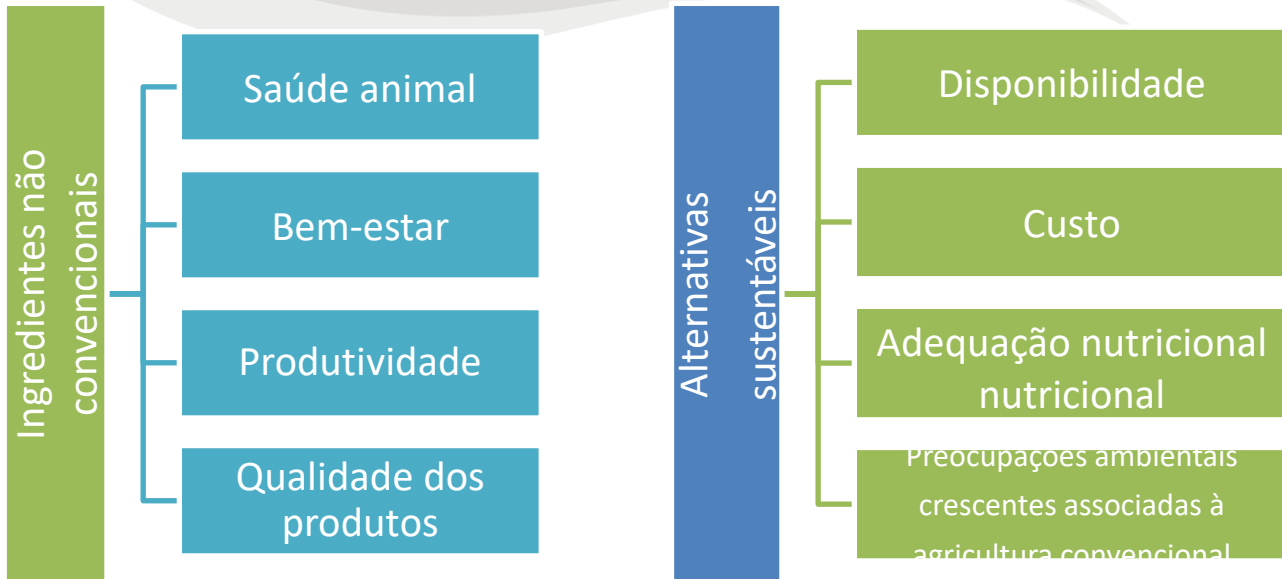 Ingredientes não
convencionais
Saúde animal
Bem-estar
Produtividade
Qualidade dos
produtos
Alternativas
sustentáveis
Disponibilidade
Custo
Adequação nutricional
nutricional
Preocupações ambientais
crescentes associadas à
agricultura convencional